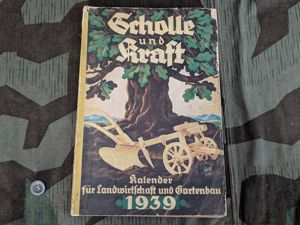 Scholle
und
Kraft
Kalender
für Landwirtschaft und Gartenbau
1939